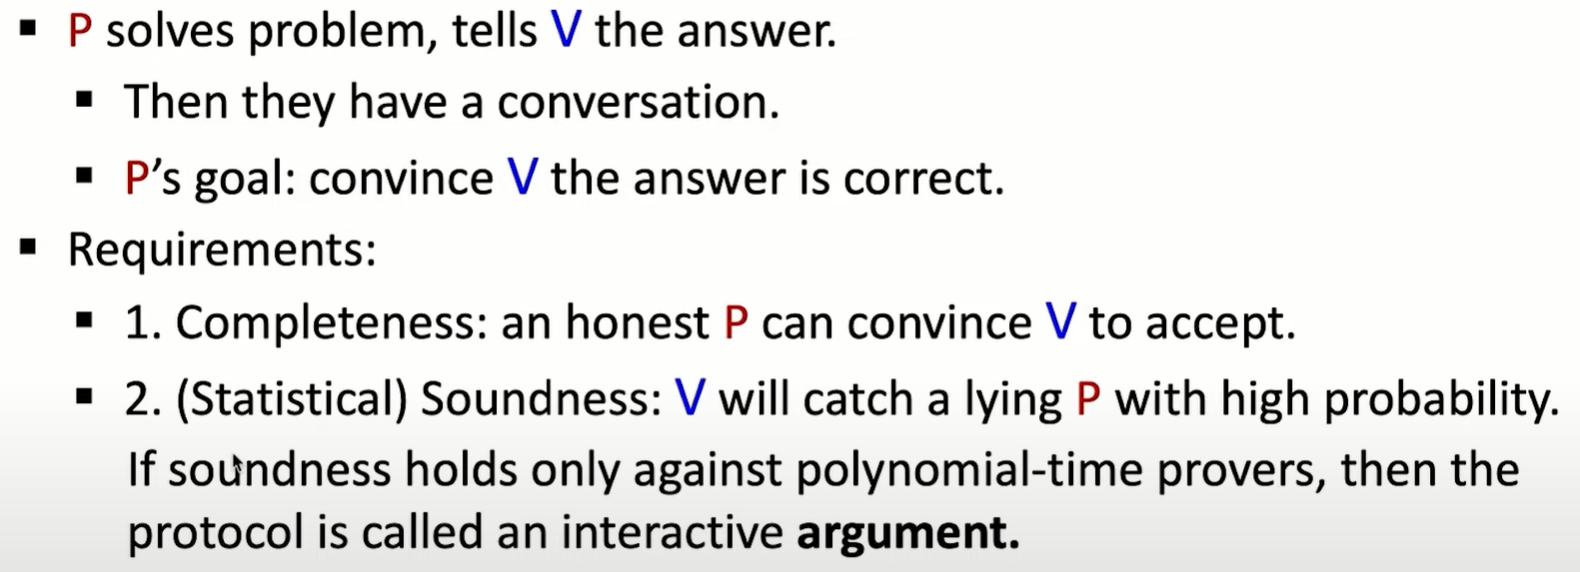 ▪ P solves problem, tells V the answer.
▪ Then they have a conversation.
▪ P’s goal: convince V the answer is correct.
▪ Requirements:
▪ 1. Completeness: an honest P can convince V to accept.
▪ 2. (Statistical) Soundness: V will catch a lying P with high probability.
If soundness holds only against polynomial-time provers, then the
protocol is called an interactive argument.